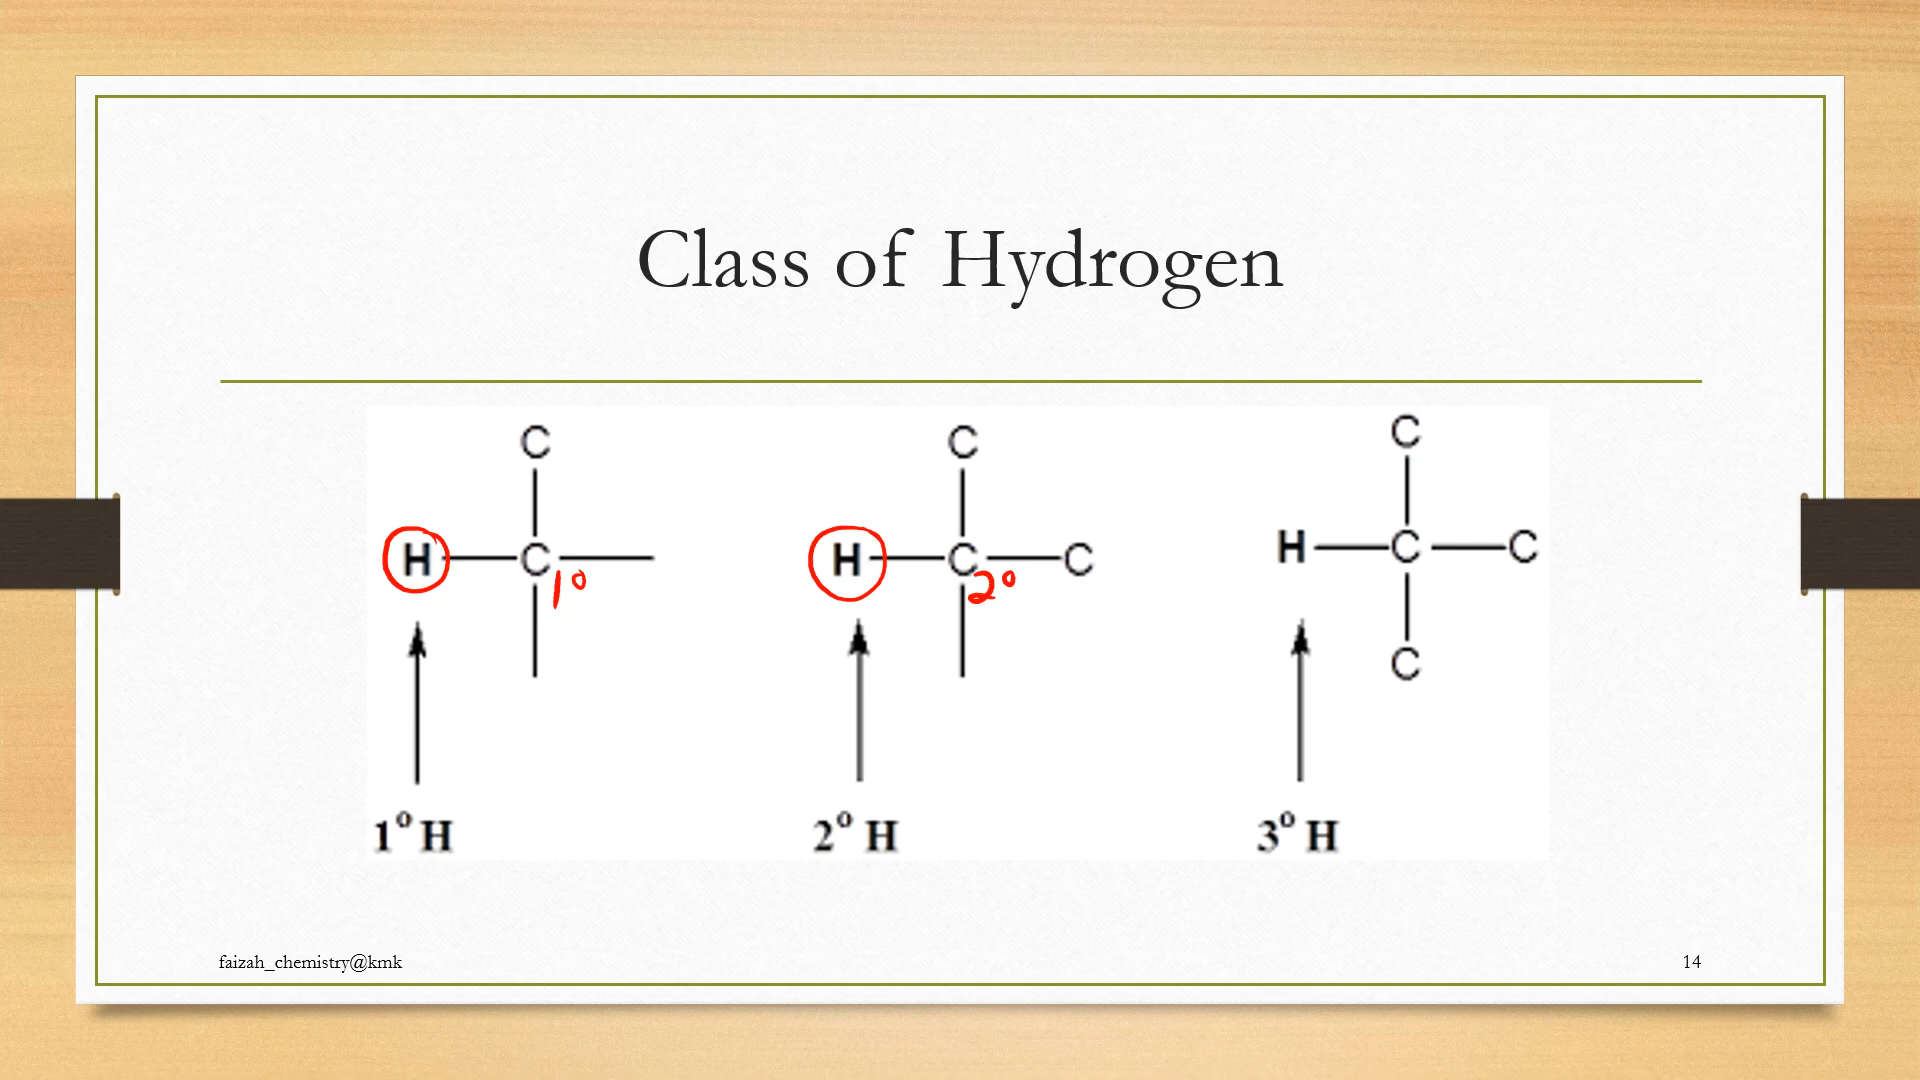 Class of Hydrogen
C C C
H C H C C H C C
1° 2°
C
1° H 2° H 3° H
faizah_chemistry@kmk 14